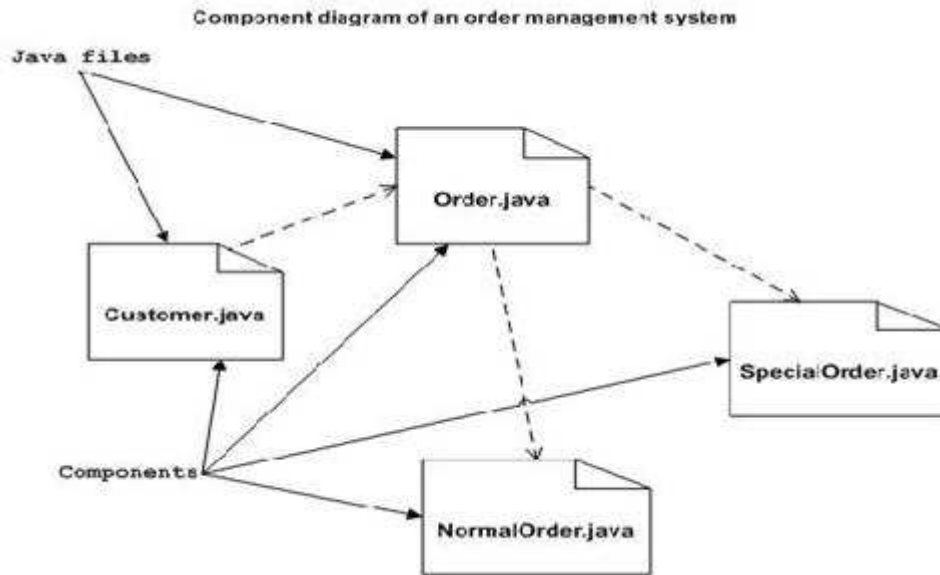 Component diagram of an order management system
Java files
Order.java
Customer.java
SpecialOrder.java
Components
NormalOrder.java